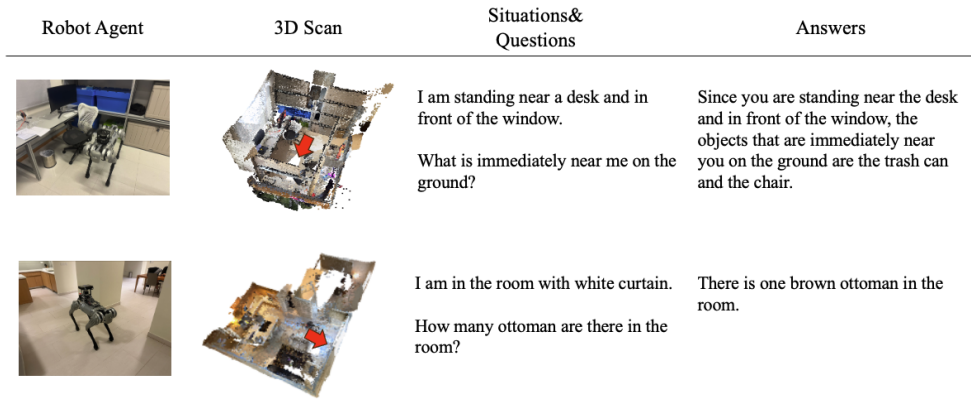 Robot Agent
3D Scan
Situations&
Questions
Answers
I am standing near a desk and in
front of the window.
What is immediately near me on the
ground?
Since you are standing near the desk
and in front of the window, the
objects that are immediately near
you on the ground are the trash can
and the chair.
I am in the room with white curtain.
How many ottoman are there in the
room?
There is one brown ottoman in the
room.